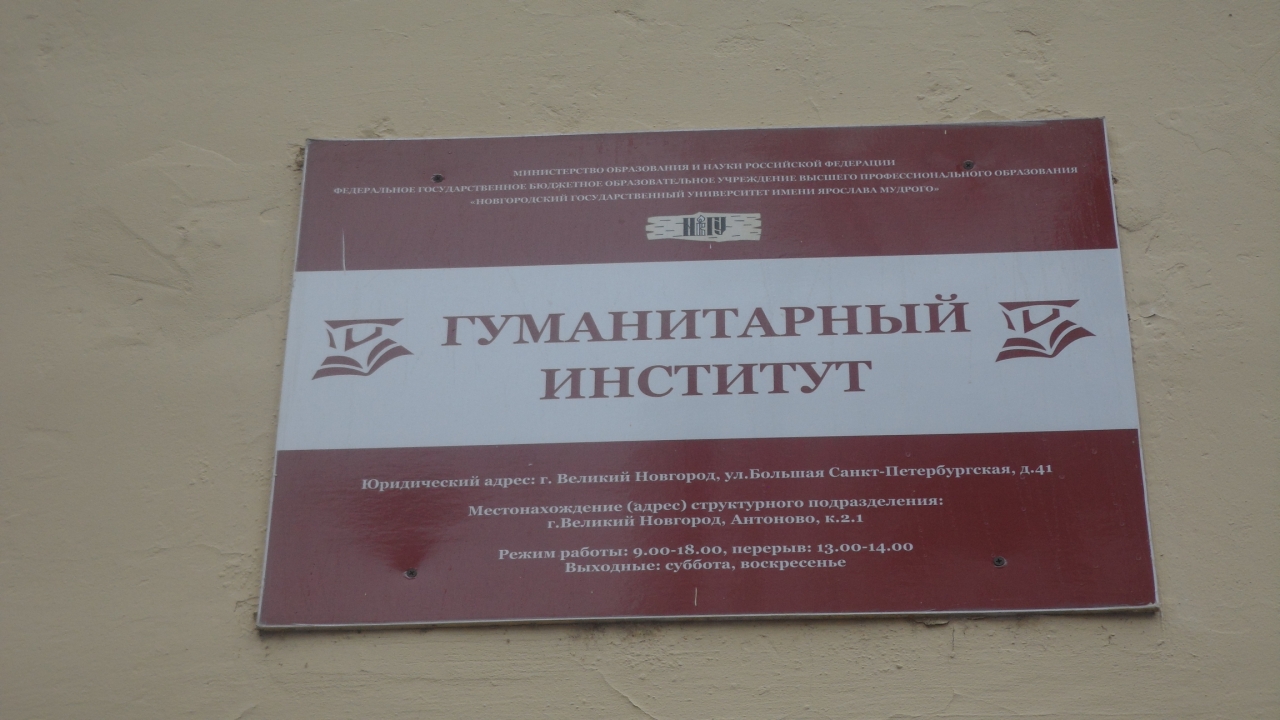 МИНИСТЕРСТВО ОБРАЗОВАНИЯ И НАУКИ РОССИЙСКОЙ ФЕДЕРАЦИИ
ФЕДЕРАЛЬНОЕ ГОСУДАРСТВЕННОЕ БЮДЖЕТНОЕ ОБРАЗОВАТЕЛЬНОЕ УЧРЕЖДЕНИЕ ВЫСШЕГО ПРОФЕССИОНАЛЬНОГО ОБРАЗОВАНИЯ
«НОВГОРОДСКИЙ ГОСУДАРСТВЕННЫЙ УНИВЕРСИТЕТ ИМЕНИ ЯРОСЛАВА МУДРОГО»
НГУ
ГУМАНИТАРНЫЙ
ИНСТИТУТ
Юридический адрес: г. Великий Новгород, ул.Большая Санкт-Петербургская, д.41
Местонахождение (адрес) структурного подразделения:
г.Великий Новгород, Антоново, к.2.1
Режим работы: 9.00-18.00, перерыв: 13.00-14.00
Выходные: суббота, воскресенье